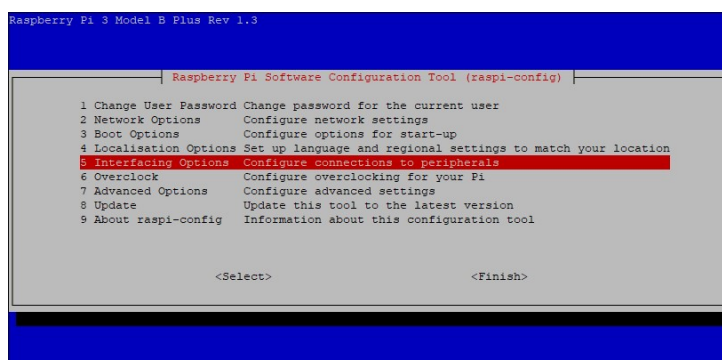 Raspberry Pi 3 Model B Plus Rev 1.3
Raspberry Pi Software Configuration Tool (raspi-config)
1 Change User Password Change password for the current user
2 Network Options Configure network settings
3 Boot Options Configure options for start-up
4 Localisation Options Set up language and regional settings to match your location
5 Interfacing Options Configure connections to peripherals
6 Overclock Configure overclocking for your Pi
7 Advanced Options Configure advanced settings
8 Update Update this tool to the latest version
9 About raspi-config Information about this configuration tool
<Select> <Finish>